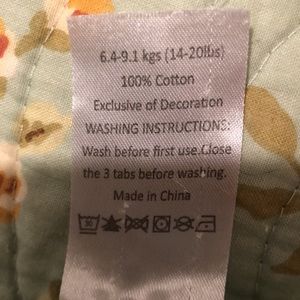 6.4-9.1 kgs (14-20lbs)
100% Cotton
Exclusive of Decoration
WASHING INSTRUCTIONS:
Wash before first use.Close
the 3 tabs before washing.
Made in China
30